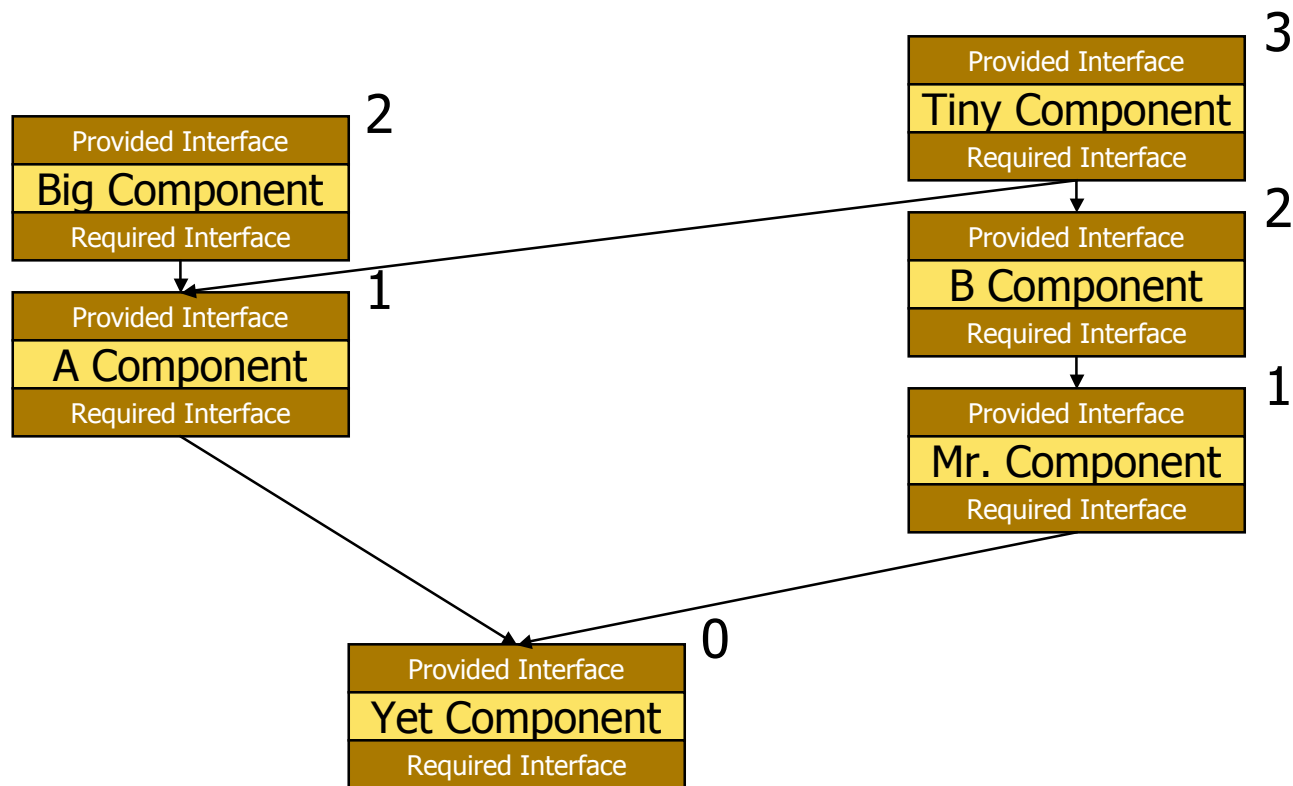 3
Provided Interface
Tiny Component
Required Interface
2
Provided Interface
Big Component
Required Interface
2
Provided Interface
B Component
Required Interface
1
Provided Interface
A Component
Required Interface
1
Provided Interface
Mr. Component
Required Interface
0
Provided Interface
Yet Component
Required Interface